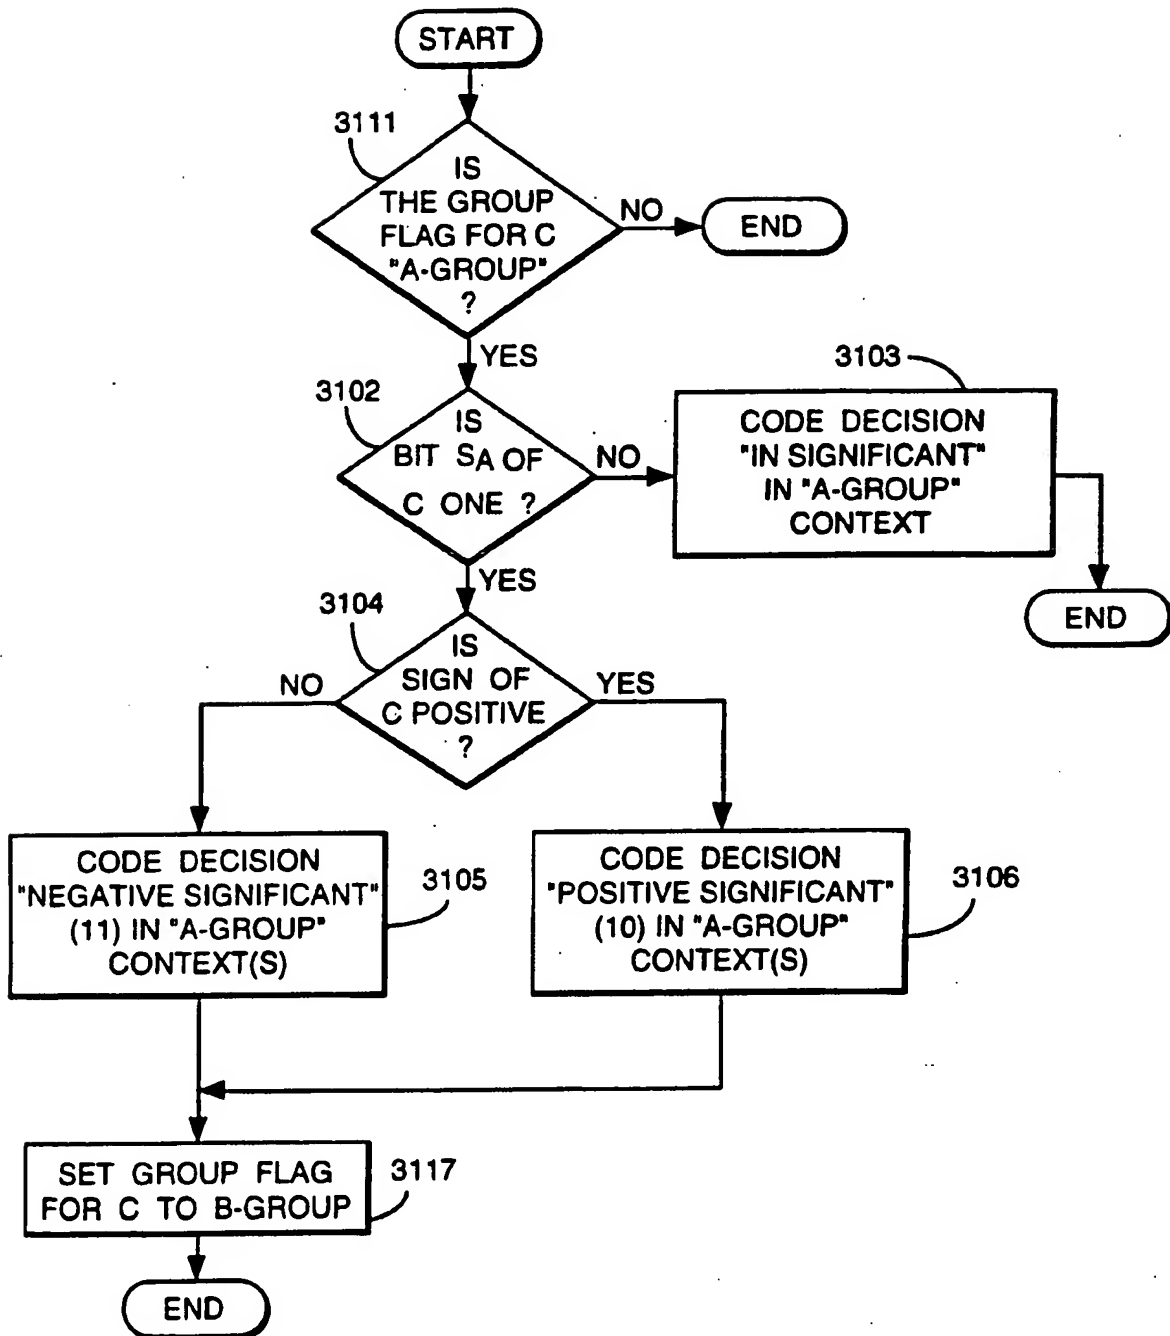 START
3111
IS
THE GROUP
FLAG FOR C
"A-GROUP"
?
NO
END
YES
3102
IS
BIT SA OF
C ONE ?
NO
3103
CODE DECISION
"IN SIGNIFICANT"
IN "A-GROUP"
CONTEXT
END
YES
3104
IS
SIGN OF
C POSITIVE
?
NO
YES
CODE DECISION
"NEGATIVE SIGNIFICANT"
(11) IN "A-GROUP"
CONTEXT(S)
3105
CODE DECISION
"POSITIVE SIGNIFICANT"
(10) IN "A-GROUP"
CONTEXT(S)
3106
SET GROUP FLAG
FOR C TO B-GROUP
3117
END